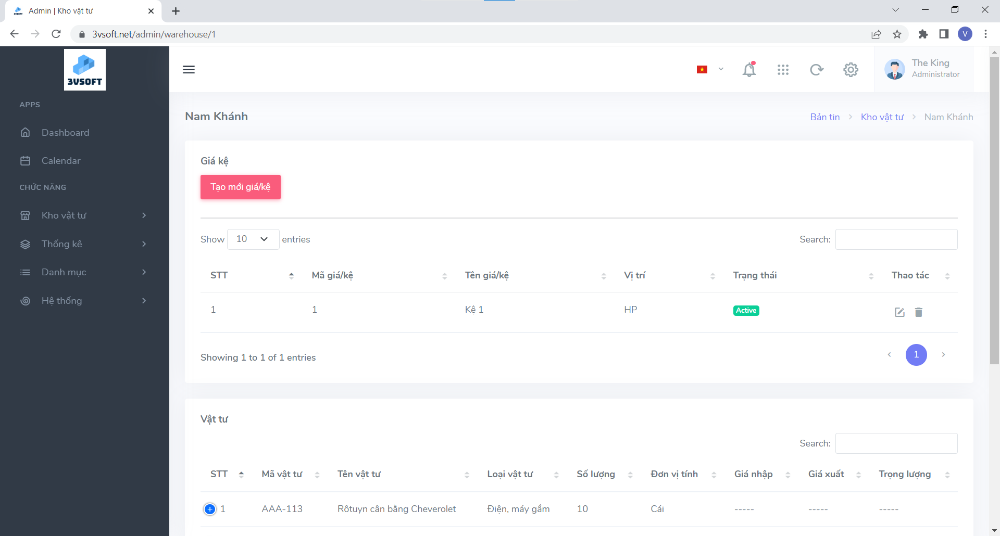 Admin | Kho vật tư
3vsoft.net/admin/warehouse/1
V
3VSOFT
APPS
Dashboard
Calendar
CHỨC NĂNG
Kho vật tư
Thống kê
Danh mục
Hệ thống
The King
Administrator
Nam Khánh
Bản tin > Kho vật tư > Nam Khánh
Giá kệ
Tạo mới giá/kệ
Show 10 entries
Search:
STT Mã giá/kệ Tên giá/kệ Vị trí Trạng thái Thao tác
1 1 Kệ 1 HP Active
Showing 1 to 1 of 1 entries
1
Vật tư
Search:
STT Mã vật tư Tên vật tư Loại vật tư Số lượng Đơn vị tính Giá nhập Giá xuất Trọng lượng
1 AAA-113 Rôtuyn cân bằng Cheverolet Điện, máy gầm 10 Cái ----- ----- -----